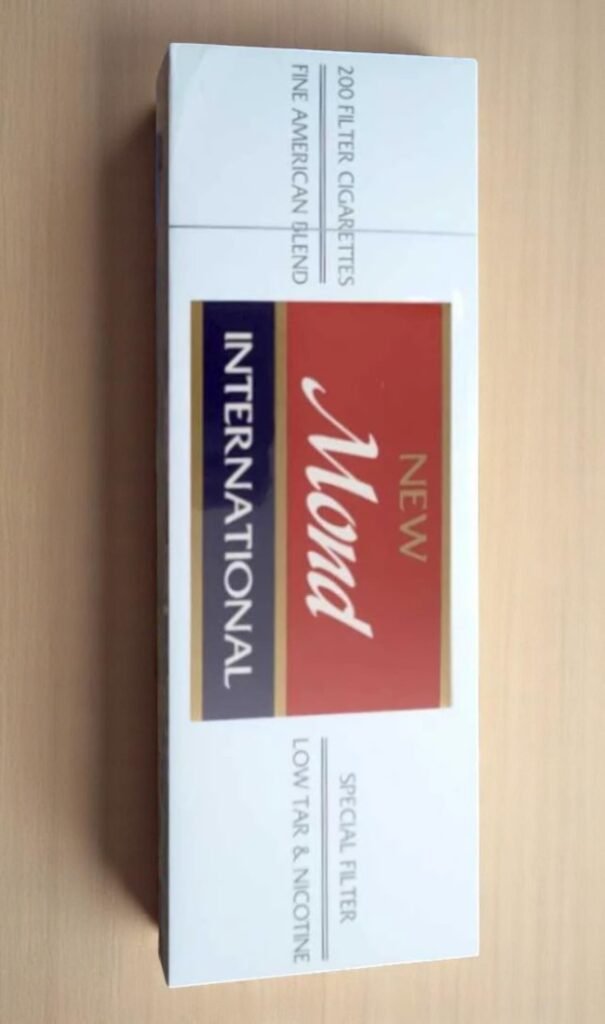 200 FILTER CIGARETTES
FINE AMERICAN BLEND
NEW
Mond
INTERNATIONAL
SPECIAL FILTER
LOW TAR & NICOTINE